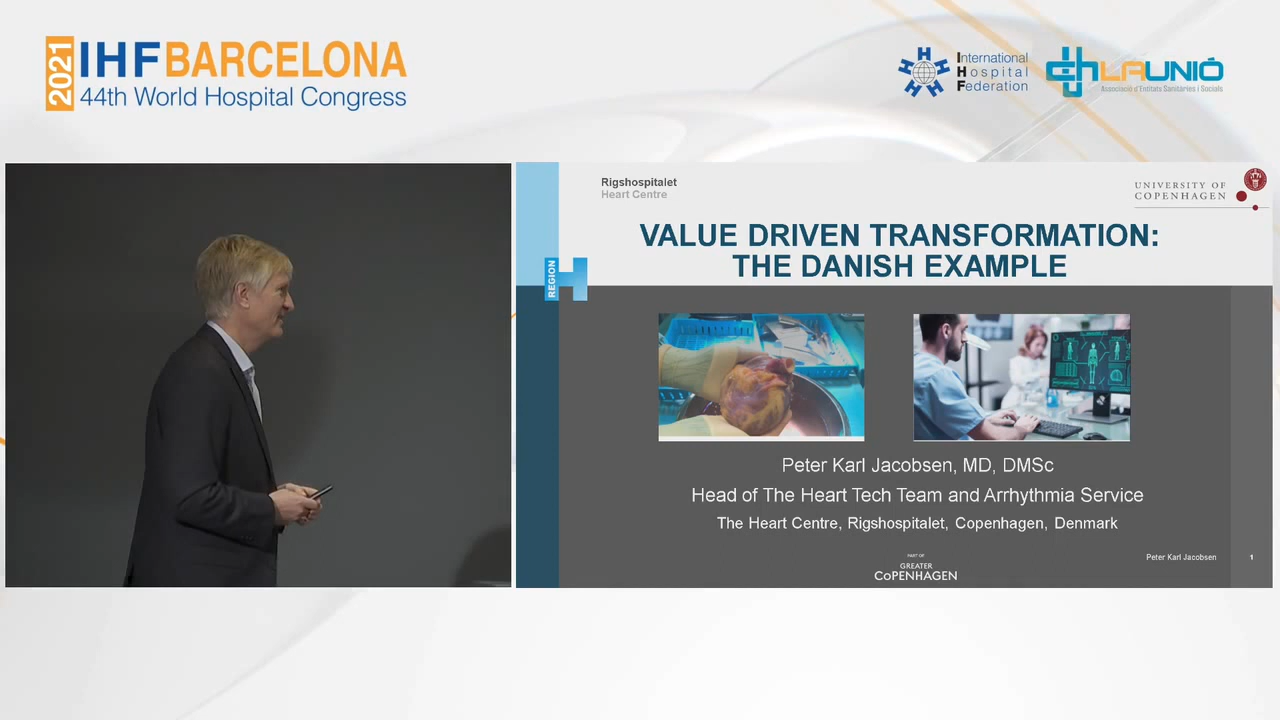 2021
IHF BARCELONA
44th World Hospital Congress
International
Hospital
Federation
LAUNIÓ
Associació d'Entitats Sanitàries i Socials
Rigshospitalet
Heart Centre
UNIVERSITY OF
COPENHAGEN
VALUE DRIVEN TRANSFORMATION:
THE DANISH EXAMPLE
REGION
H
Peter Karl Jacobsen, MD, DMSc
Head of The Heart Tech Team and Arrhythmia Service
The Heart Centre, Rigshospitalet, Copenhagen, Denmark
PART OF
GREATER
COPENHAGEN
Peter Karl Jacobsen
1